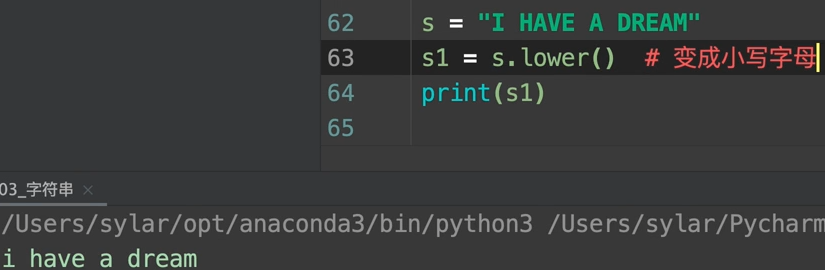 62 s = "I HAVE A DREAM"
63 s1 = s.lower()  # 变成小写字母
64 print(s1)
65
03_字符串 ×
/Users/sylar/opt/anaconda3/bin/python3 /Users/sylar/Pycharm
i have a dream